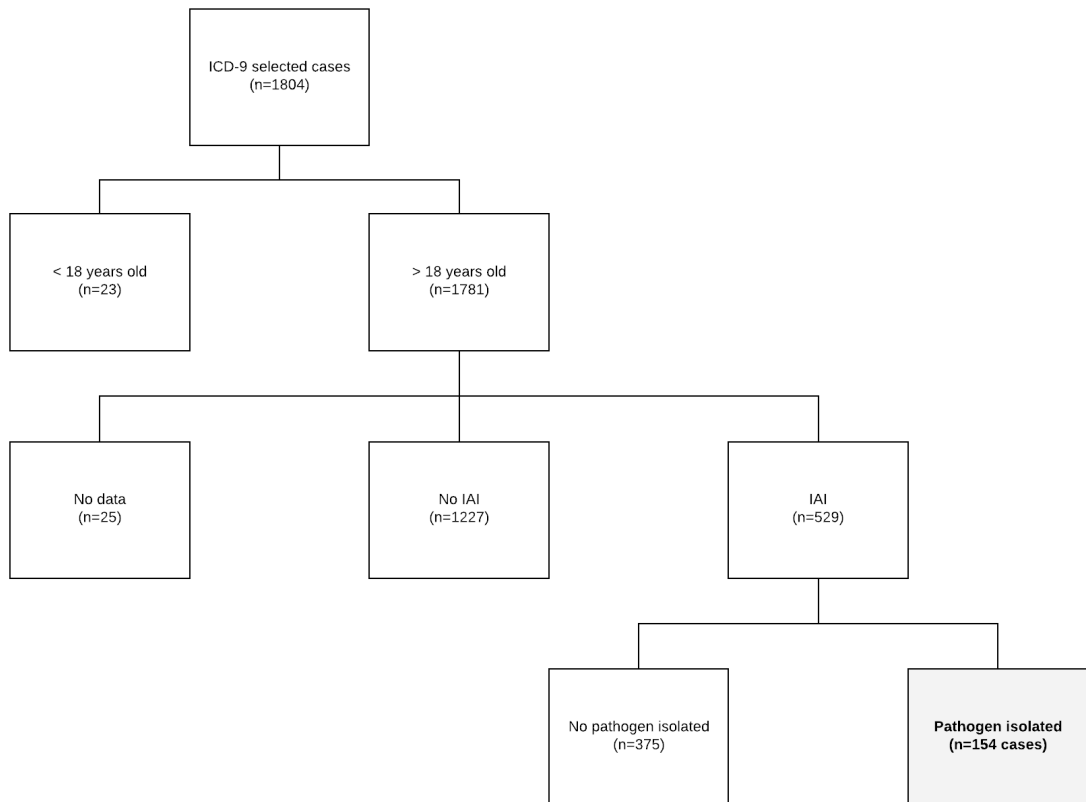 ICD-9 selected cases
(n=1804)
< 18 years old
(n=23)
> 18 years old
(n=1781)
No data
(n=25)
No IAI
(n=1227)
IAI
(n=529)
No pathogen isolated
(n=375)
Pathogen isolated
(n=154 cases)